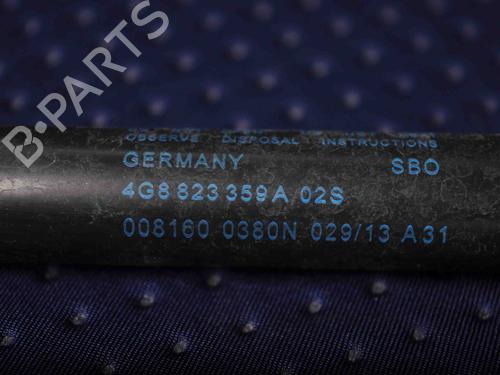 B-PARTS
OBSERVE DISPOSAL INSTRUCTIONS
GERMANY SBO
4G8 823 359 A 02S
008160 0380N 029/13 A31